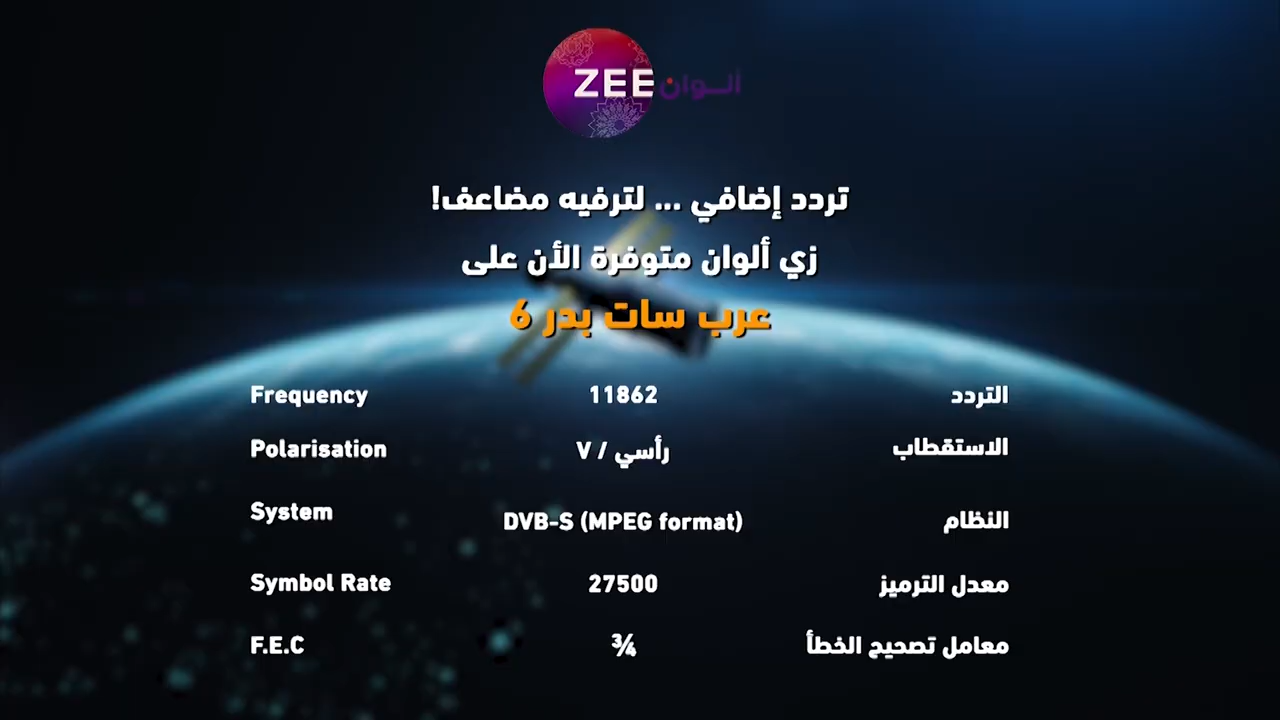 ZEE ألوان
تردد إضافي ... لترفيه مضاعف!
زي ألوان متوفرة الأن على
عرب سات بدر 6
Frequency 11862 التردد
Polarisation رأسي / V الاستقطاب
System DVB-S (MPEG format) النظام
Symbol Rate 27500 معدل الترميز
F.E.C ¾ معامل تصحيح الخطأ